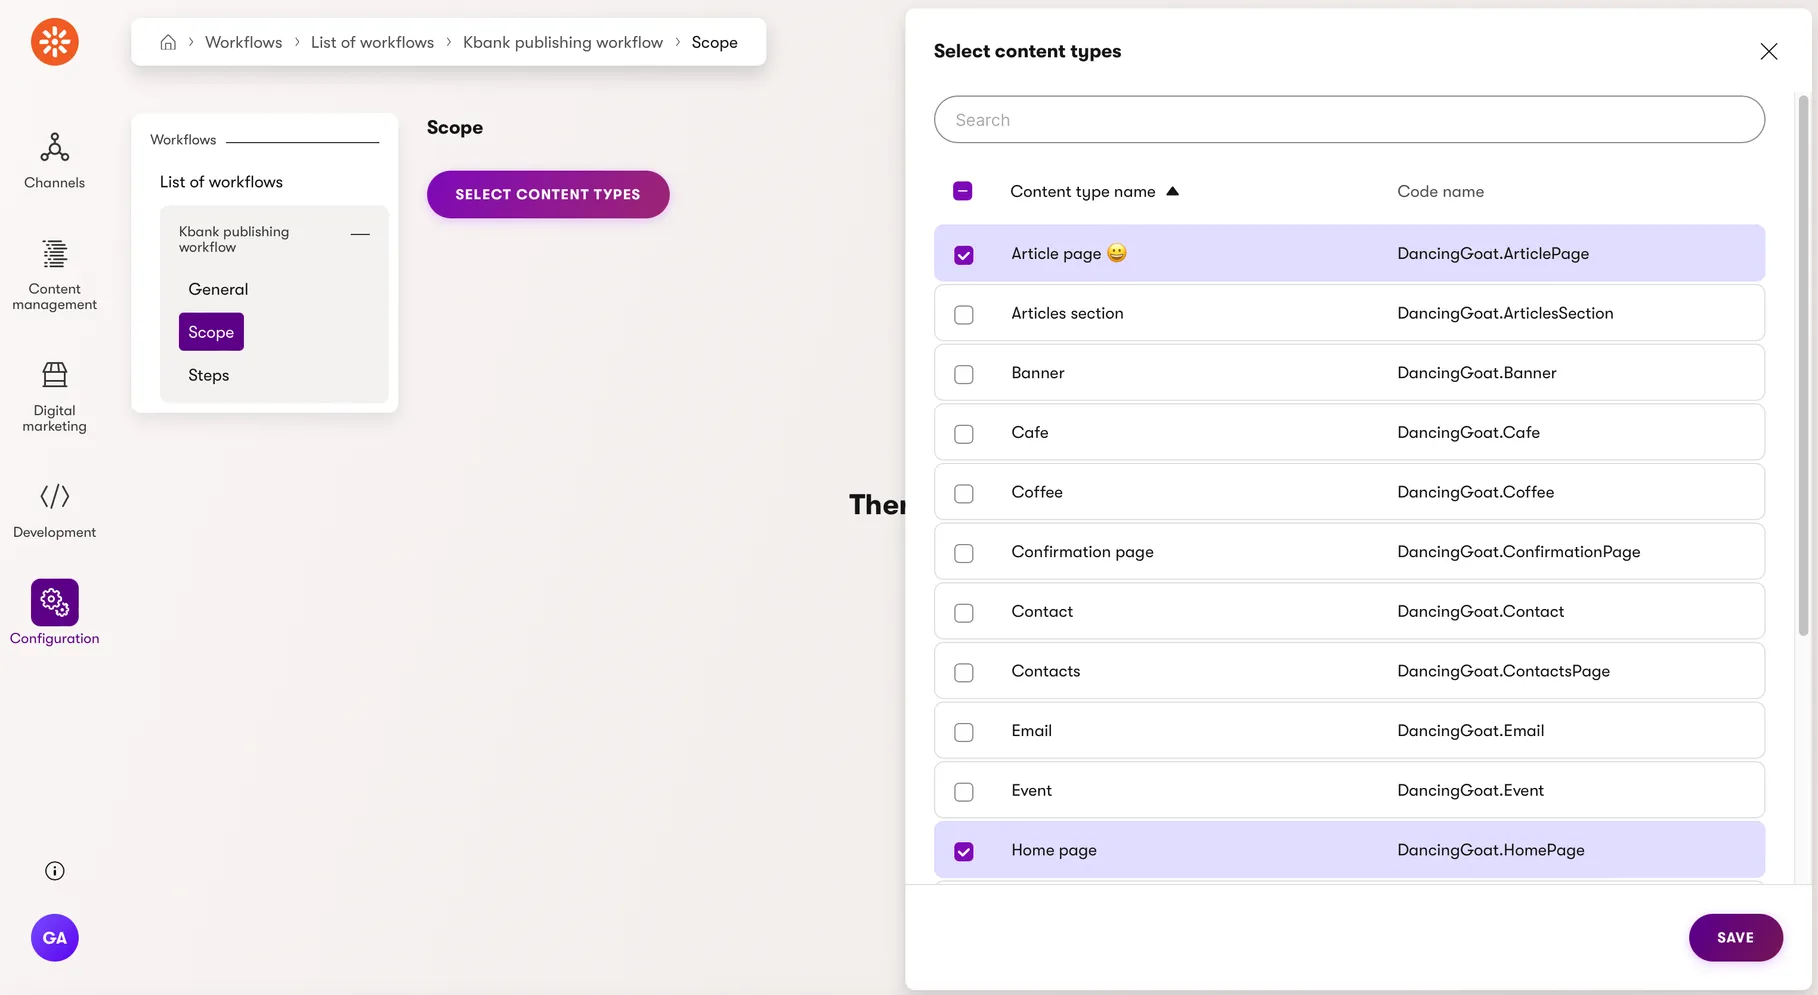 Workflows List of workflows Kbank publishing workflow Scope
Channels
Content
management
Digital
marketing
Development
Configuration
GA
Workflows
List of workflows
Kbank publishing
workflow
General
Scope
Steps
Scope
SELECT CONTENT TYPES
Select content types
Search
Content type name Code name
Article page 😀 DancingGoat.ArticlePage
Articles section DancingGoat.ArticlesSection
Banner DancingGoat.Banner
Cafe DancingGoat.Cafe
Coffee DancingGoat.Coffee
Confirmation page DancingGoat.ConfirmationPage
Contact DancingGoat.Contact
Contacts DancingGoat.ContactsPage
Email DancingGoat.Email
Event DancingGoat.Event
Home page DancingGoat.HomePage
SAVE